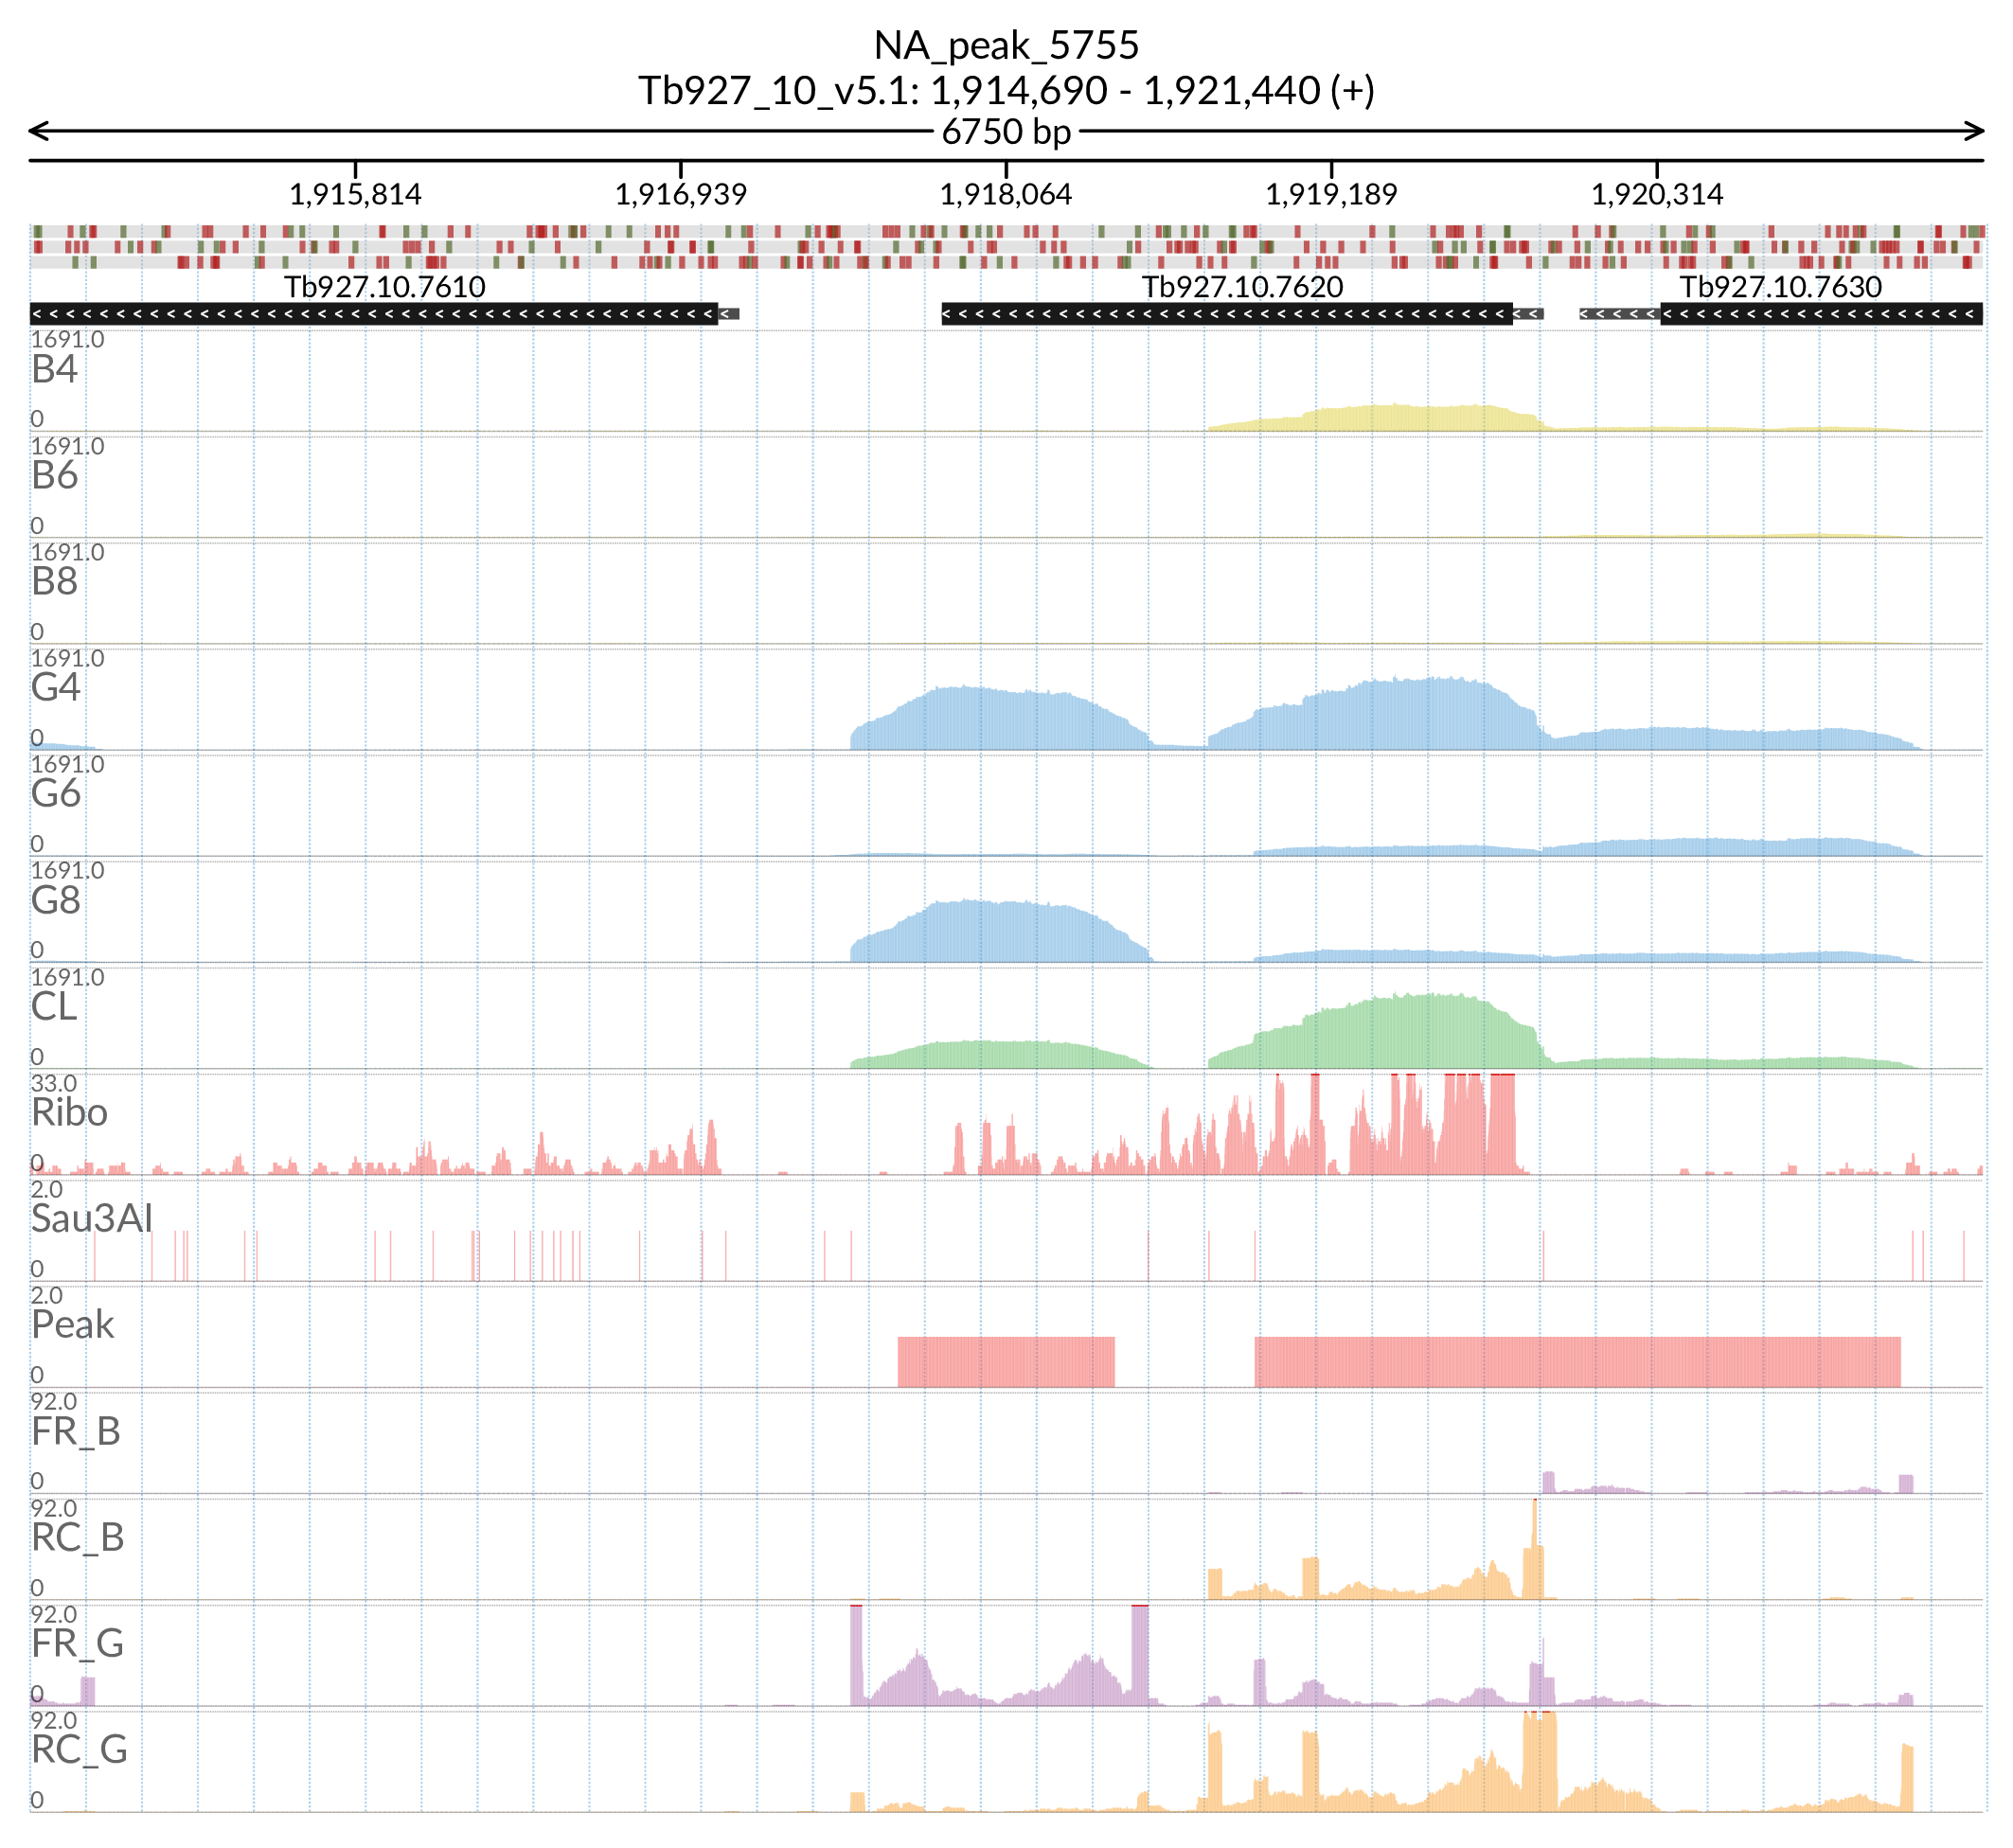 NA_peak_5755
Tb927_10_v5.1: 1,914,690 - 1,921,440 (+)
6750 bp
1,915,814 1,916,939 1,918,064 1,919,189 1,920,314
Tb927.10.7610 Tb927.10.7620 Tb927.10.7630
1691.0
B4
0
1691.0
B6
0
1691.0
B8
0
1691.0
G4
0
1691.0
G6
0
1691.0
G8
0
1691.0
CL
0
33.0
Ribo
0
2.0
Sau3AI
0
2.0
Peak
0
92.0
FR_B
0
92.0
RC_B
0
92.0
FR_G
0
92.0
RC_G
0